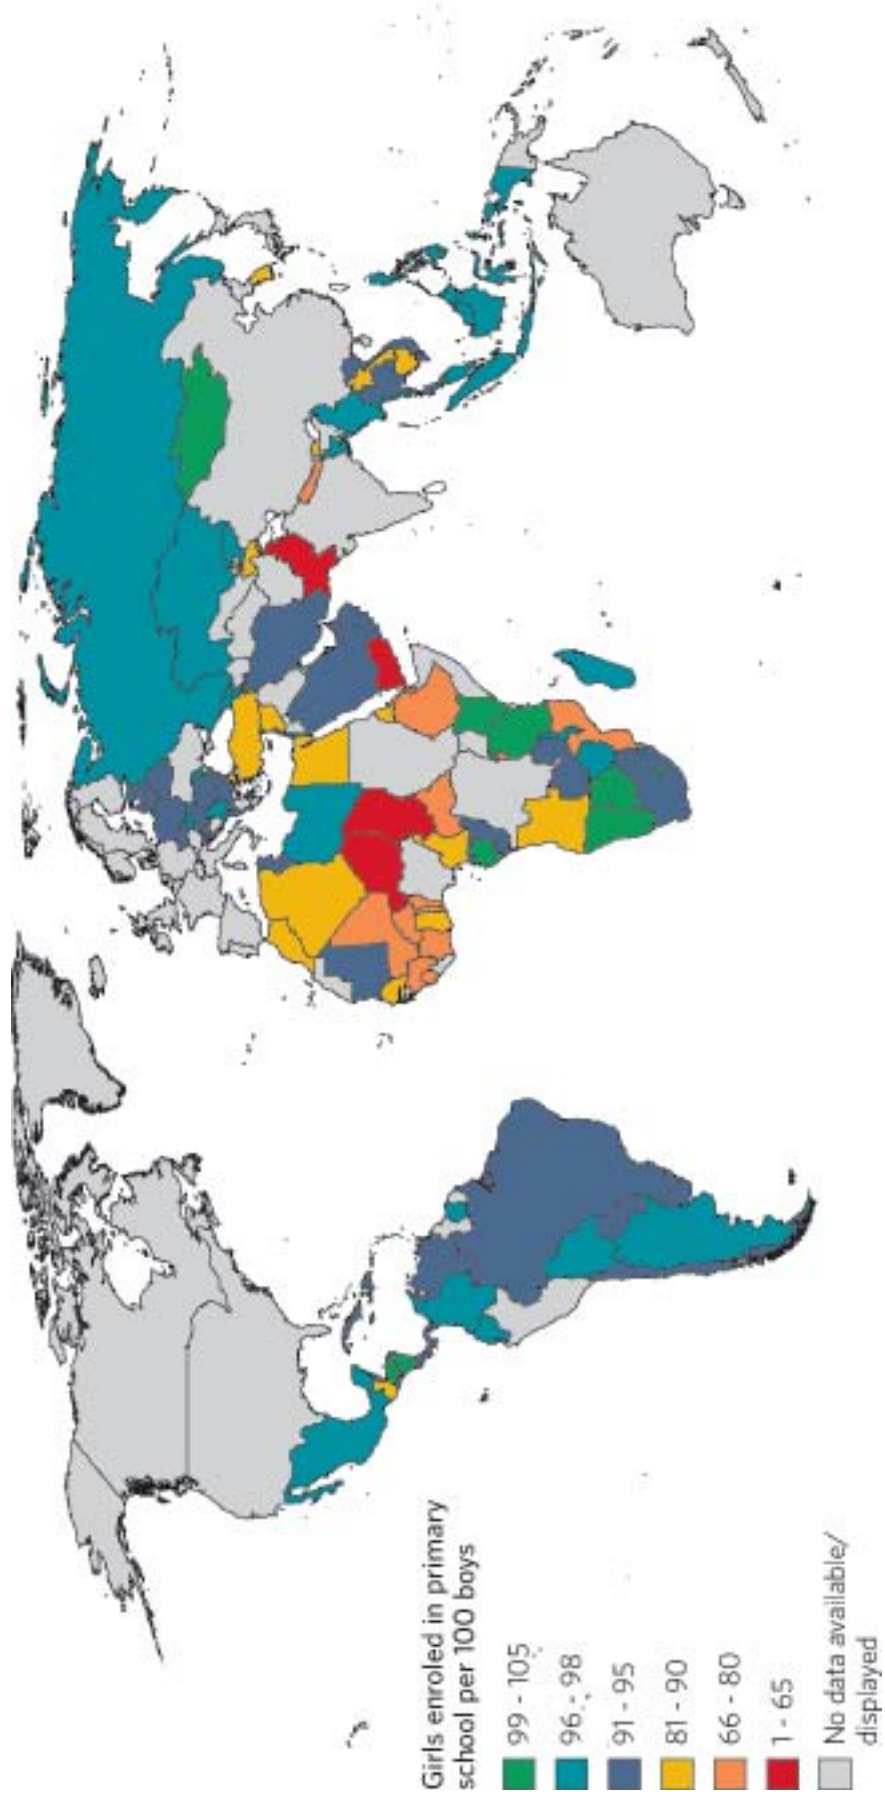 Girls enroled in primary
school per 100 boys
99 - 105
96 - 98
91 - 95
81 - 90
66 - 80
1 - 65
No data available/
displayed